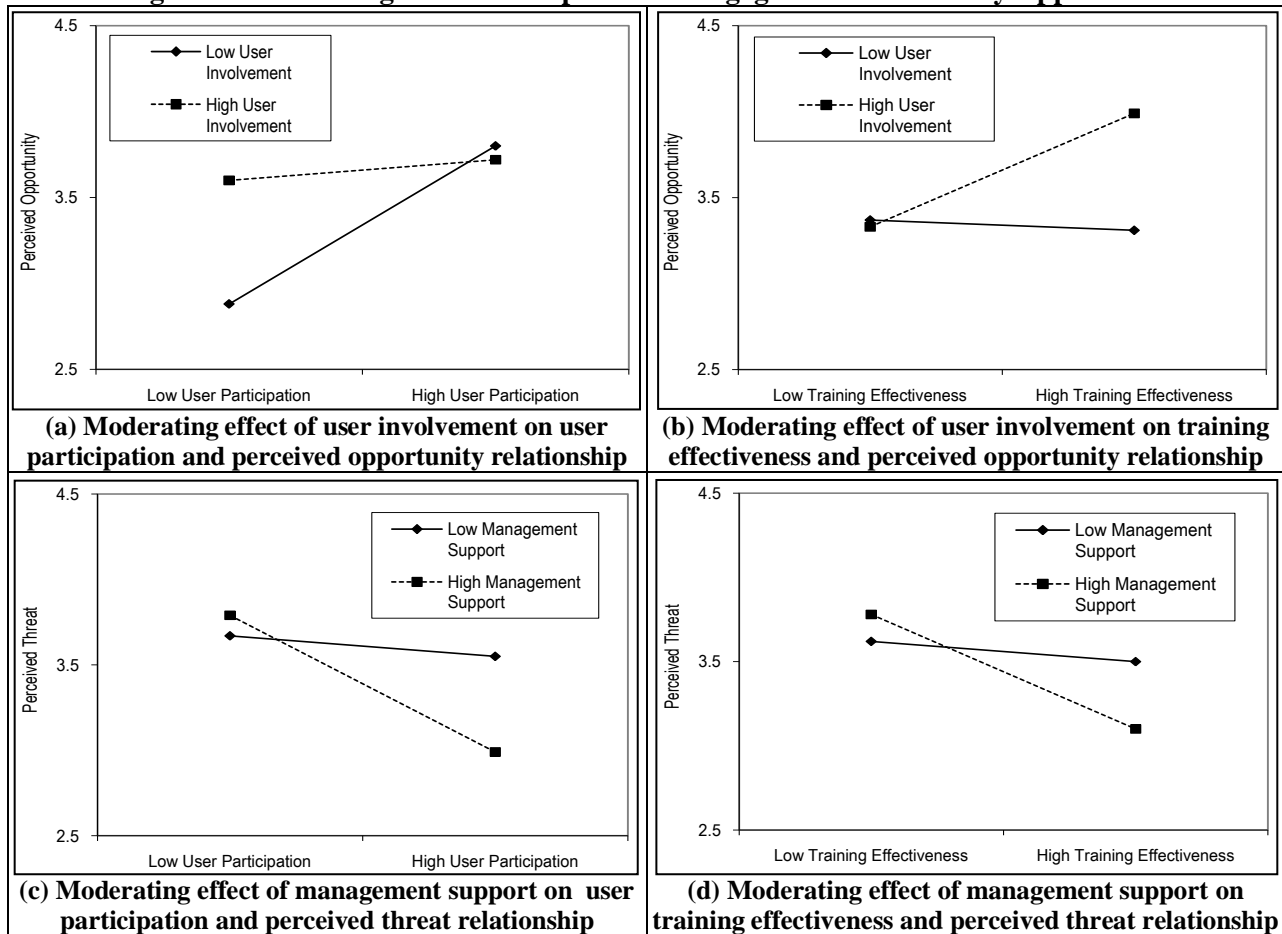 4.5
Low User
Involvement
High User
Involvement
Perceived Opportunity
3.5
2.5
Low User Participation
High User Participation
(a) Moderating effect of user involvement on user
participation and perceived opportunity relationship
4.5
Low User
Involvement
High User
Involvement
Perceived Opportunity
3.5
2.5
Low Training Effectiveness
High Training Effectiveness
(b) Moderating effect of user involvement on training
effectiveness and perceived opportunity relationship
4.5
Low Management
Support
High Management
Support
Perceived Threat
3.5
2.5
Low User Participation
High User Participation
(c) Moderating effect of management support on user
participation and perceived threat relationship
4.5
Low Management
Support
High Management
Support
Perceived Threat
3.5
2.5
Low Training Effectiveness
High Training Effectiveness
(d) Moderating effect of management support on
training effectiveness and perceived threat relationship